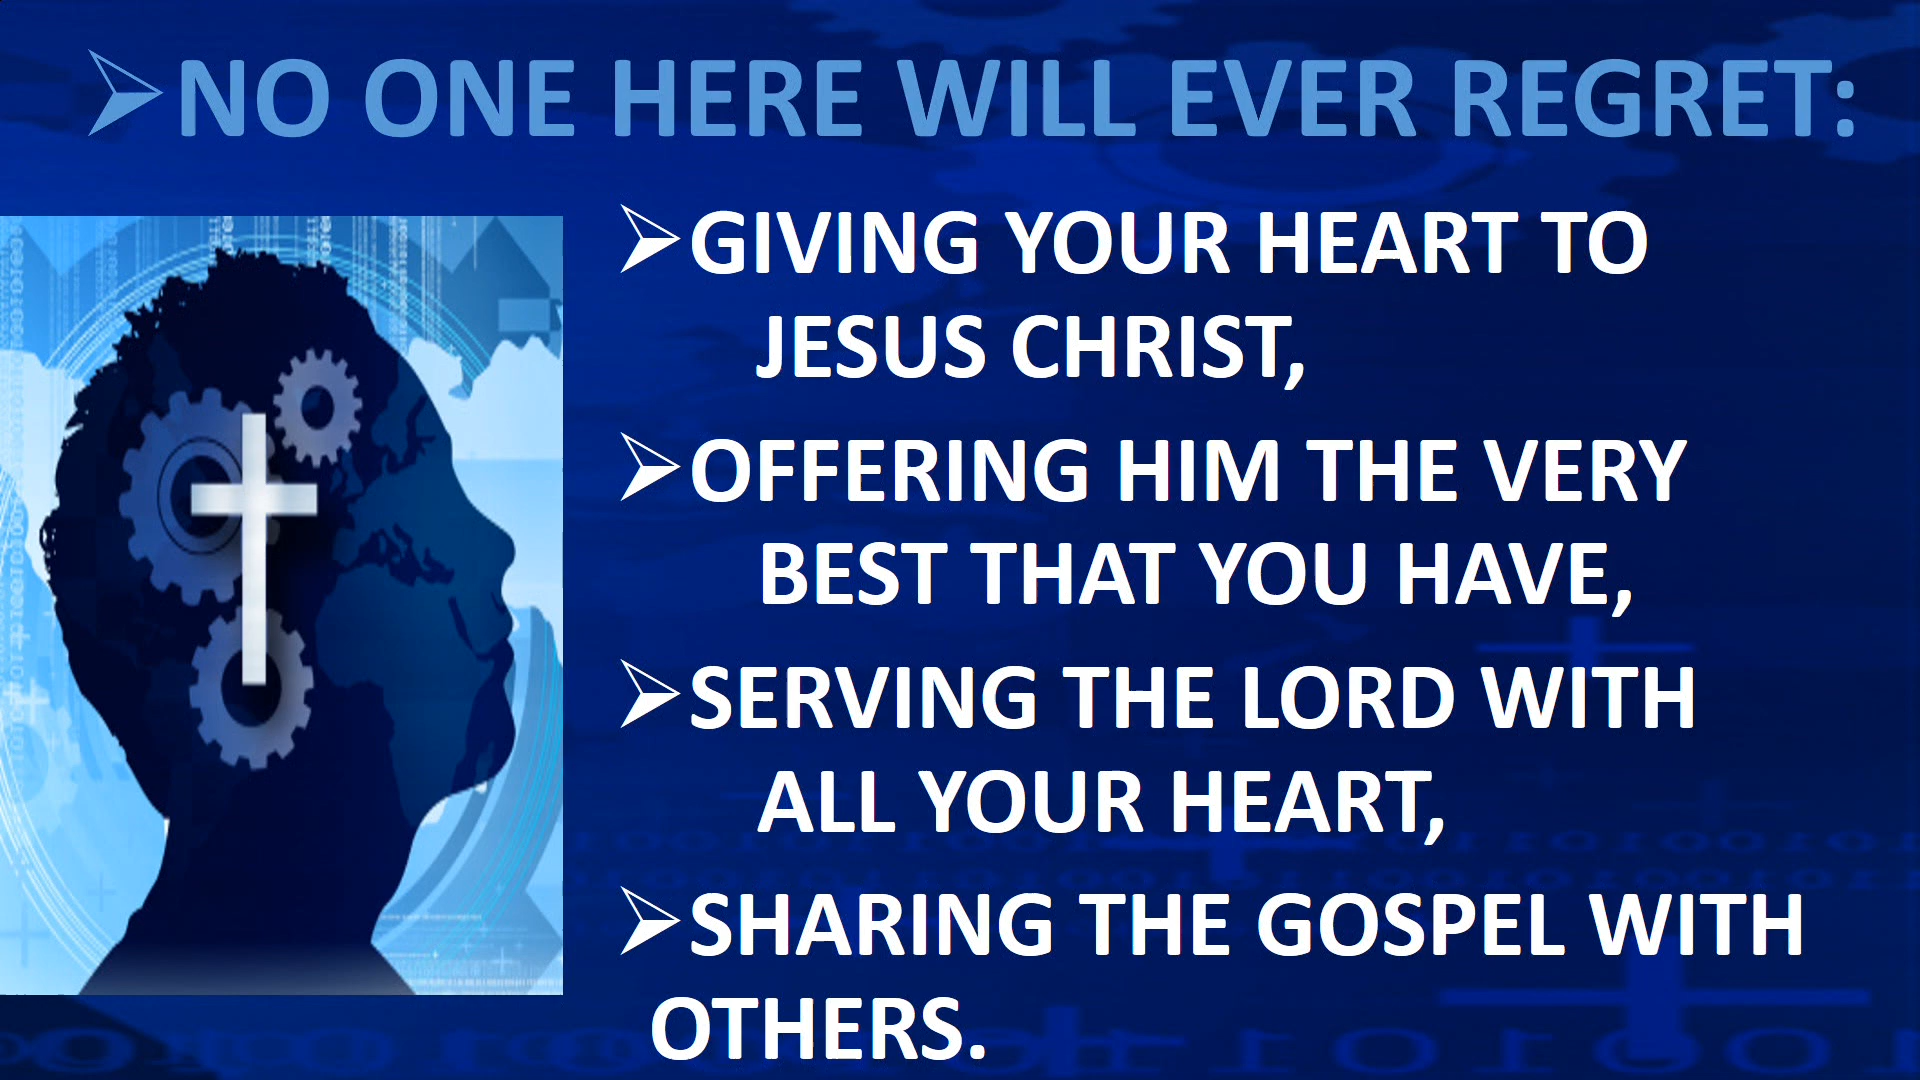 ➢NO ONE HERE WILL EVER REGRET:
➢GIVING YOUR HEART TO
JESUS CHRIST,
➢OFFERING HIM THE VERY
BEST THAT YOU HAVE,
➢SERVING THE LORD WITH
ALL YOUR HEART,
➢SHARING THE GOSPEL WITH
OTHERS.